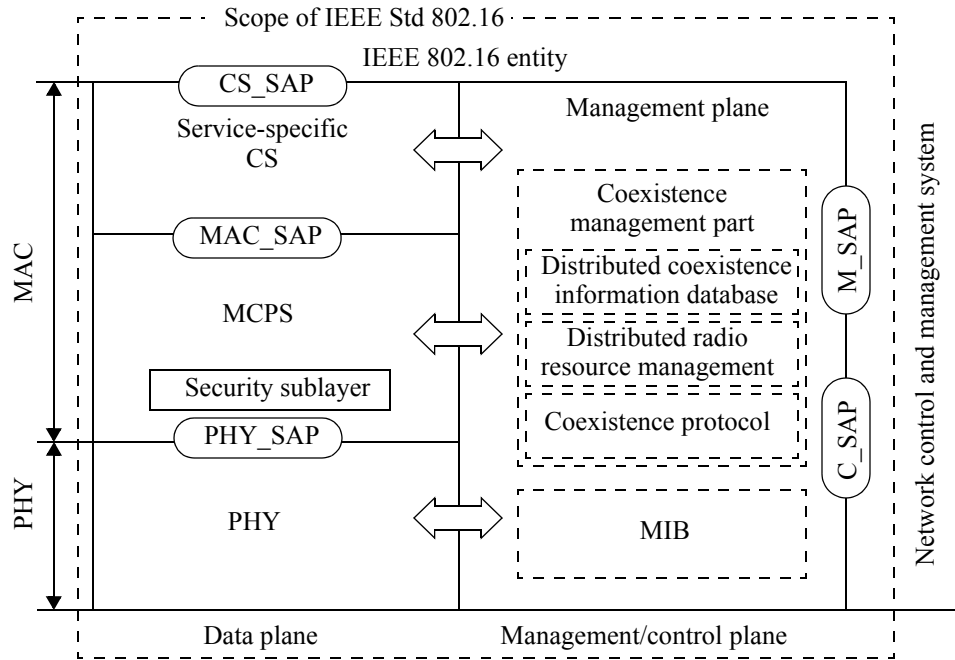 Scope of IEEE Std 802.16
IEEE 802.16 entity
CS_SAP
Service-specific
CS
MAC_SAP
MCPS
Security sublayer
PHY_SAP
PHY
MAC
PHY
Management plane
Coexistence
management part
Distributed coexistence
information database
Distributed radio
resource management
Coexistence protocol
MIB
M_SAP
C_SAP
Network control and management system
Data plane
Management/control plane